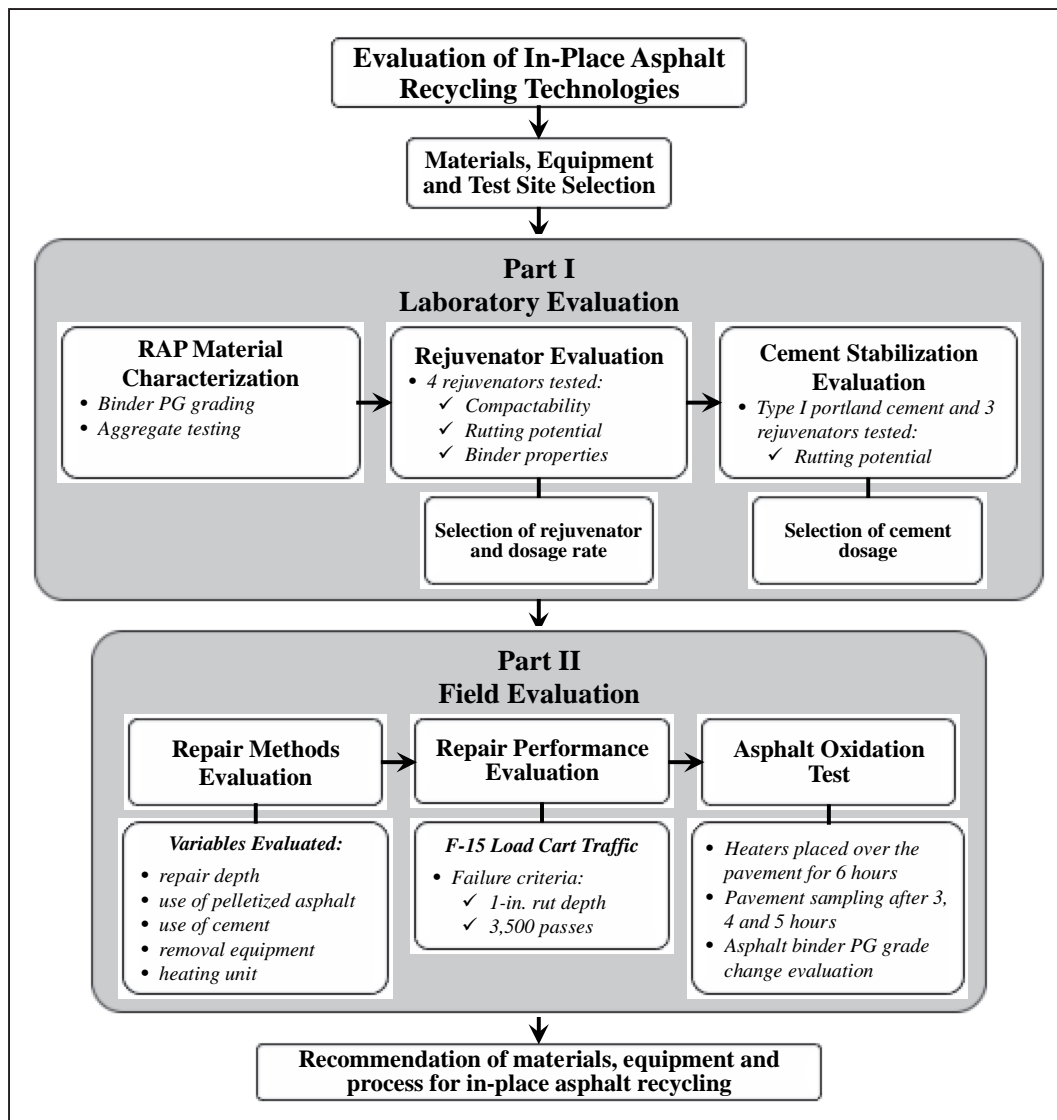 Evaluation of In-Place Asphalt
Recycling Technologies
Materials, Equipment
and Test Site Selection
Part I
Laboratory Evaluation
RAP Material
Characterization
• Binder PG grading
• Aggregate testing
Rejuvenator Evaluation
• 4 rejuvenators tested:
✓ Compactability
✓ Rutting potential
✓ Binder properties
Cement Stabilization
Evaluation
• Type I portland cement and 3
rejuvenators tested:
✓ Rutting potential
Selection of rejuvenator
and dosage rate
Selection of cement
dosage
Part II
Field Evaluation
Repair Methods
Evaluation
Repair Performance
Evaluation
Asphalt Oxidation
Test
Variables Evaluated:
• repair depth
• use of pelletized asphalt
• use of cement
• removal equipment
• heating unit
F-15 Load Cart Traffic
• Failure criteria:
✓ 1-in. rut depth
✓ 3,500 passes
• Heaters placed over the
pavement for 6 hours
• Pavement sampling after 3,
4 and 5 hours
• Asphalt binder PG grade
change evaluation
Recommendation of materials, equipment and
process for in-place asphalt recycling